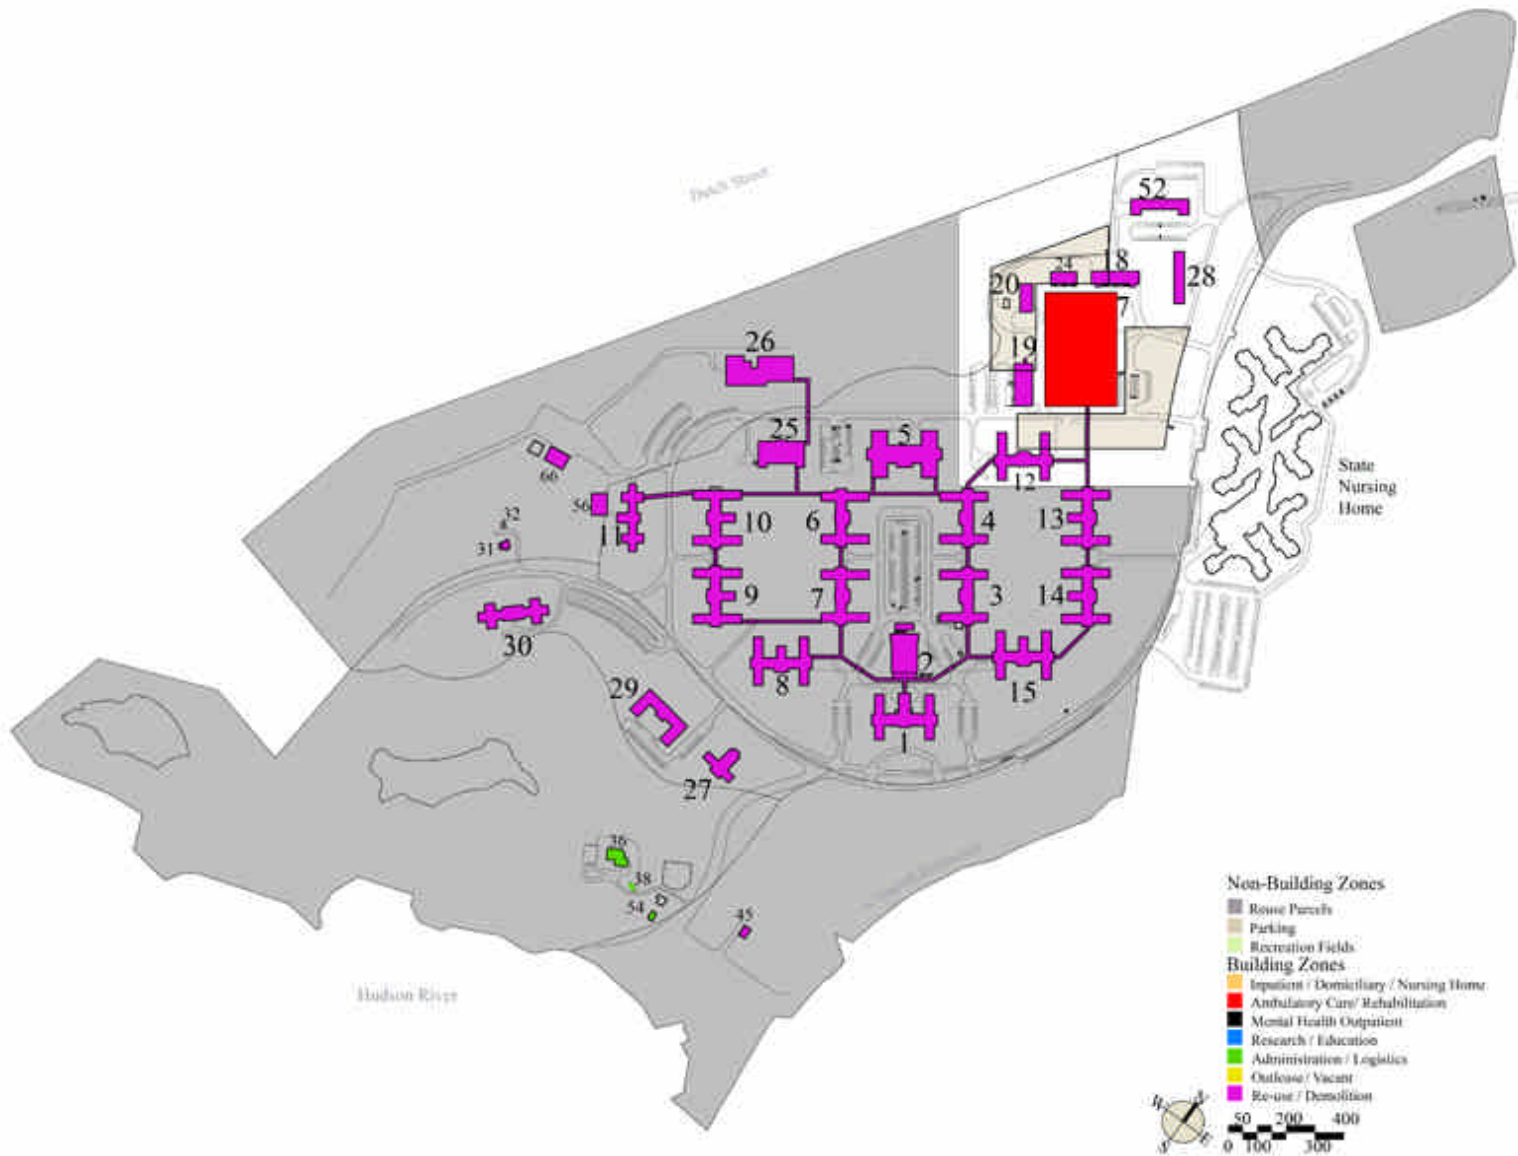 52
24
8
28
20
7
19
26
5
25
12
State
Nursing
Home
66
56
32
31
11
10
6
4
13
9
7
3
14
30
8
2
15
29
1
27
36
38
54
45
Hudson River
Non-Building Zones
Reuse Parcels
Parking
Recreation Fields
Building Zones
Inpatient / Domiciliary / Nursing Home
Ambulatory Care/ Rehabilitation
Mental Health Outpatient
Research / Education
Administration / Logistics
Outlease / Vacant
Re-use / Demolition
W
N
S
E
50 200 400
0 100 300